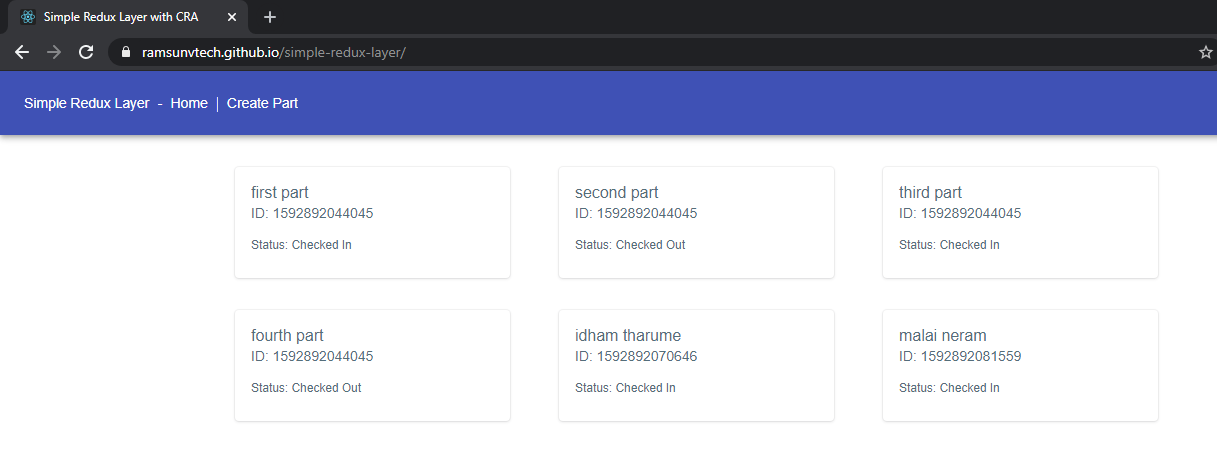 Simple Redux Layer with CRA
ramsunvtech.github.io/simple-redux-layer/
Simple Redux Layer - Home | Create Part
first part
ID: 1592892044045
Status: Checked In
second part
ID: 1592892044045
Status: Checked Out
third part
ID: 1592892044045
Status: Checked In
fourth part
ID: 1592892044045
Status: Checked Out
idham tharume
ID: 1592892070646
Status: Checked In
malai neram
ID: 1592892081559
Status: Checked In